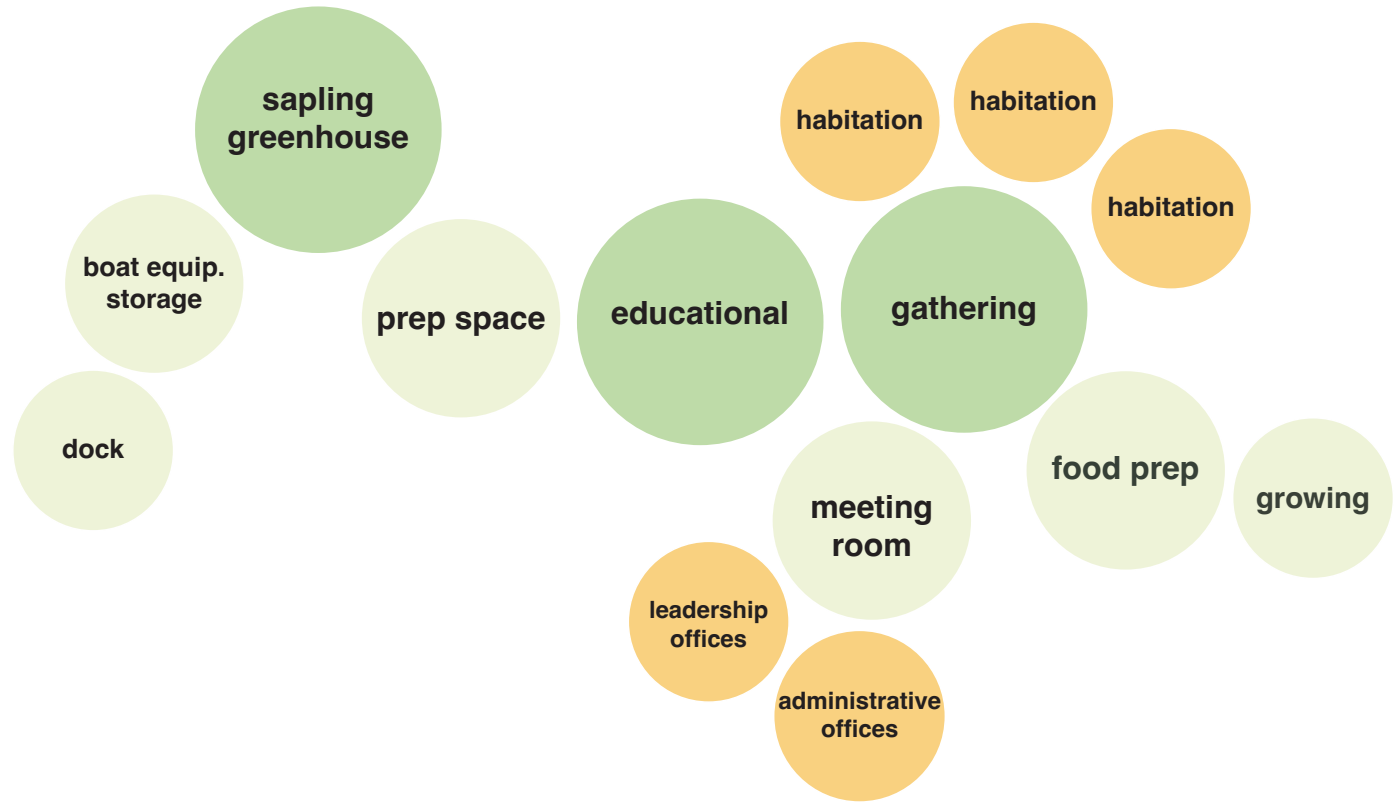 sapling
greenhouse
habitation
habitation
habitation
boat equip.
storage
prep space
educational
gathering
dock
meeting
room
food prep
growing
leadership
offices
administrative
offices